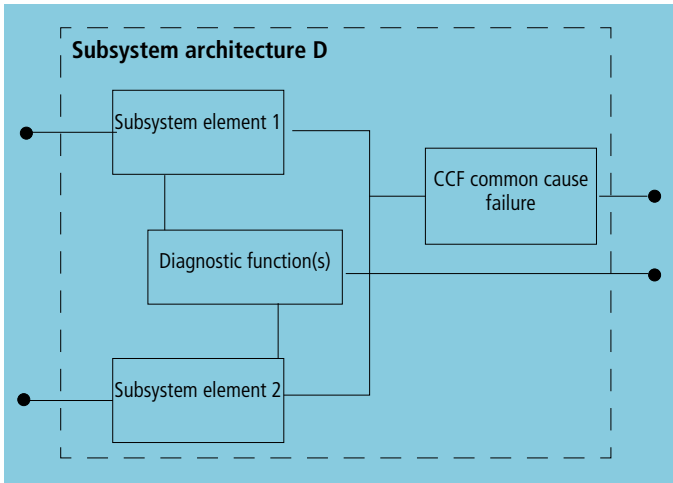 Subsystem architecture D
Subsystem element 1
CCF common cause
failure
Diagnostic function(s)
Subsystem element 2